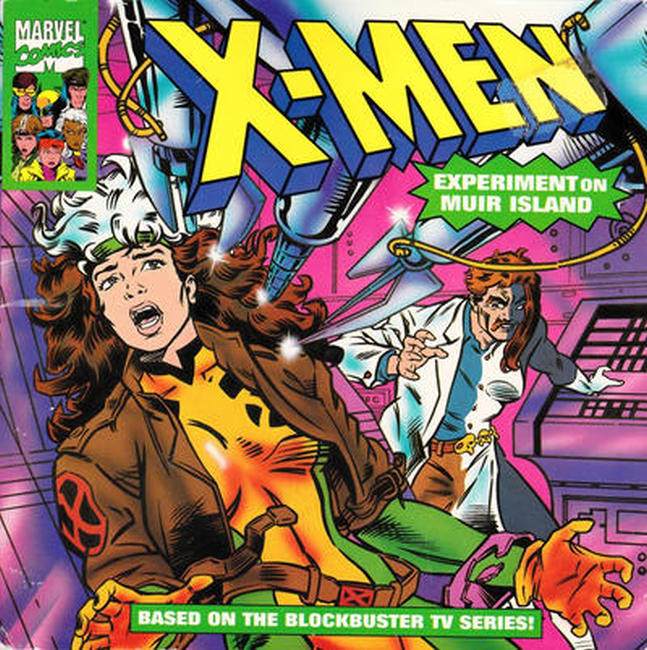 MARVEL
COMICS
X-MEN
EXPERIMENT ON
MUIR ISLAND
BASED ON THE BLOCKBUSTER TV SERIES!